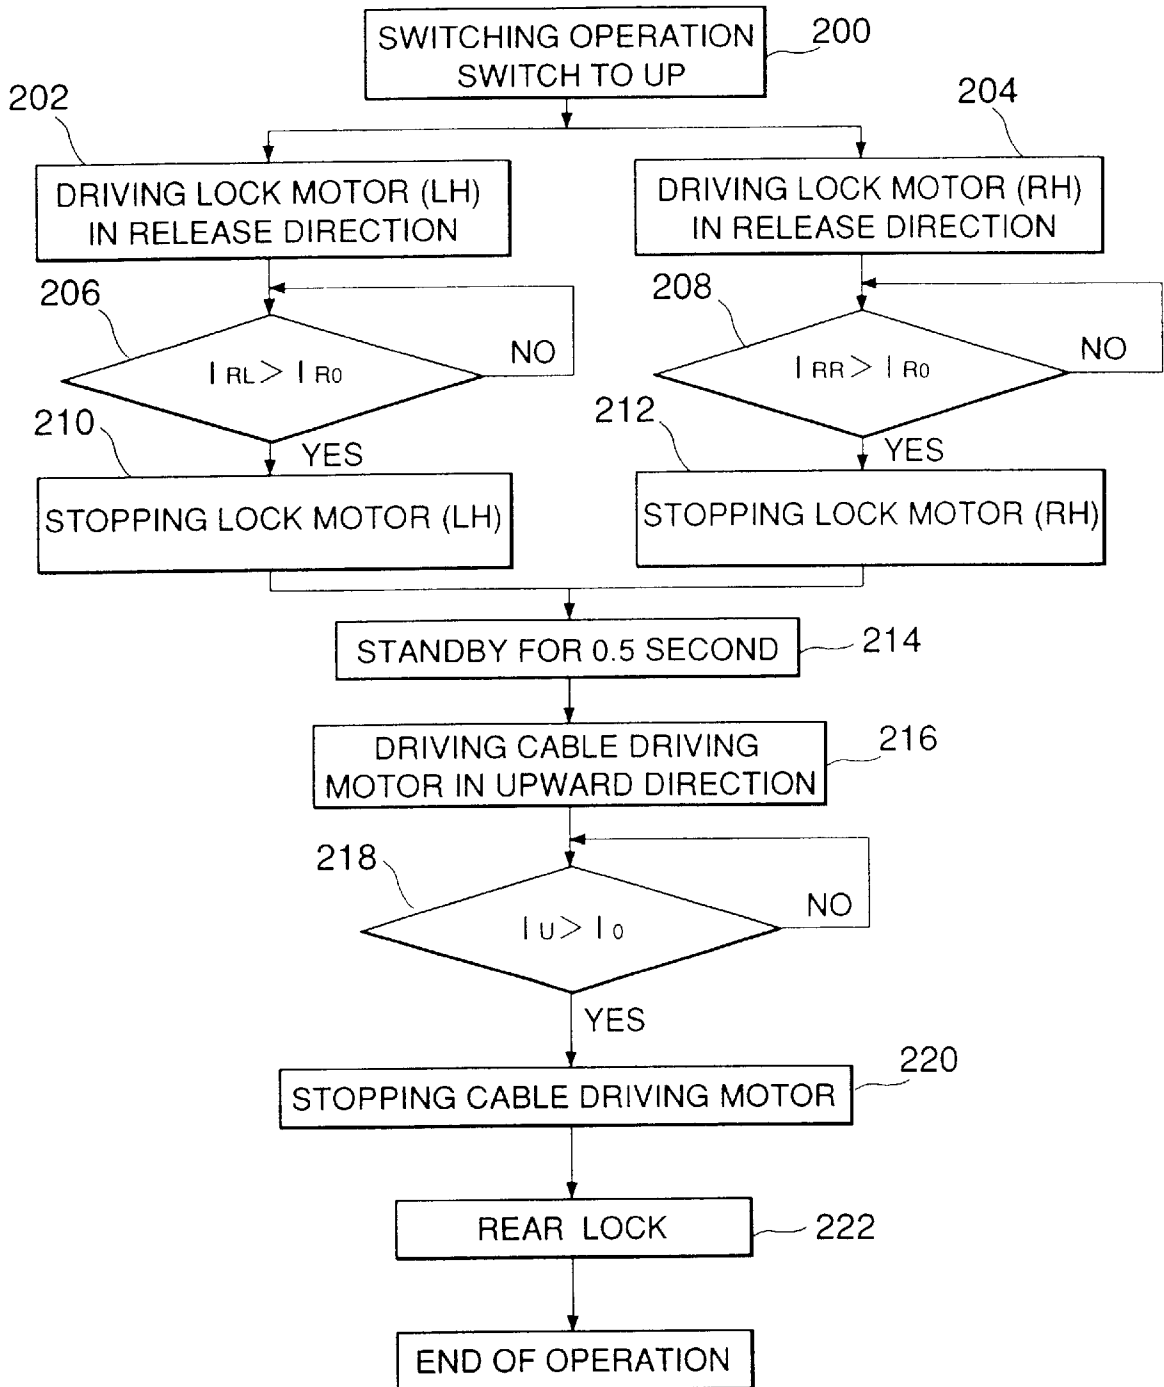 SWITCHING OPERATION
SWITCH TO UP
200
202
204
DRIVING LOCK MOTOR (LH)
IN RELEASE DIRECTION
DRIVING LOCK MOTOR (RH)
IN RELEASE DIRECTION
206
208
I RL > I R0
NO
I RR > I R0
NO
210
YES
212
YES
STOPPING LOCK MOTOR (LH)
STOPPING LOCK MOTOR (RH)
STANDBY FOR 0.5 SECOND
214
DRIVING CABLE DRIVING
MOTOR IN UPWARD DIRECTION
216
218
I U > I 0
NO
YES
220
STOPPING CABLE DRIVING MOTOR
REAR LOCK
222
END OF OPERATION